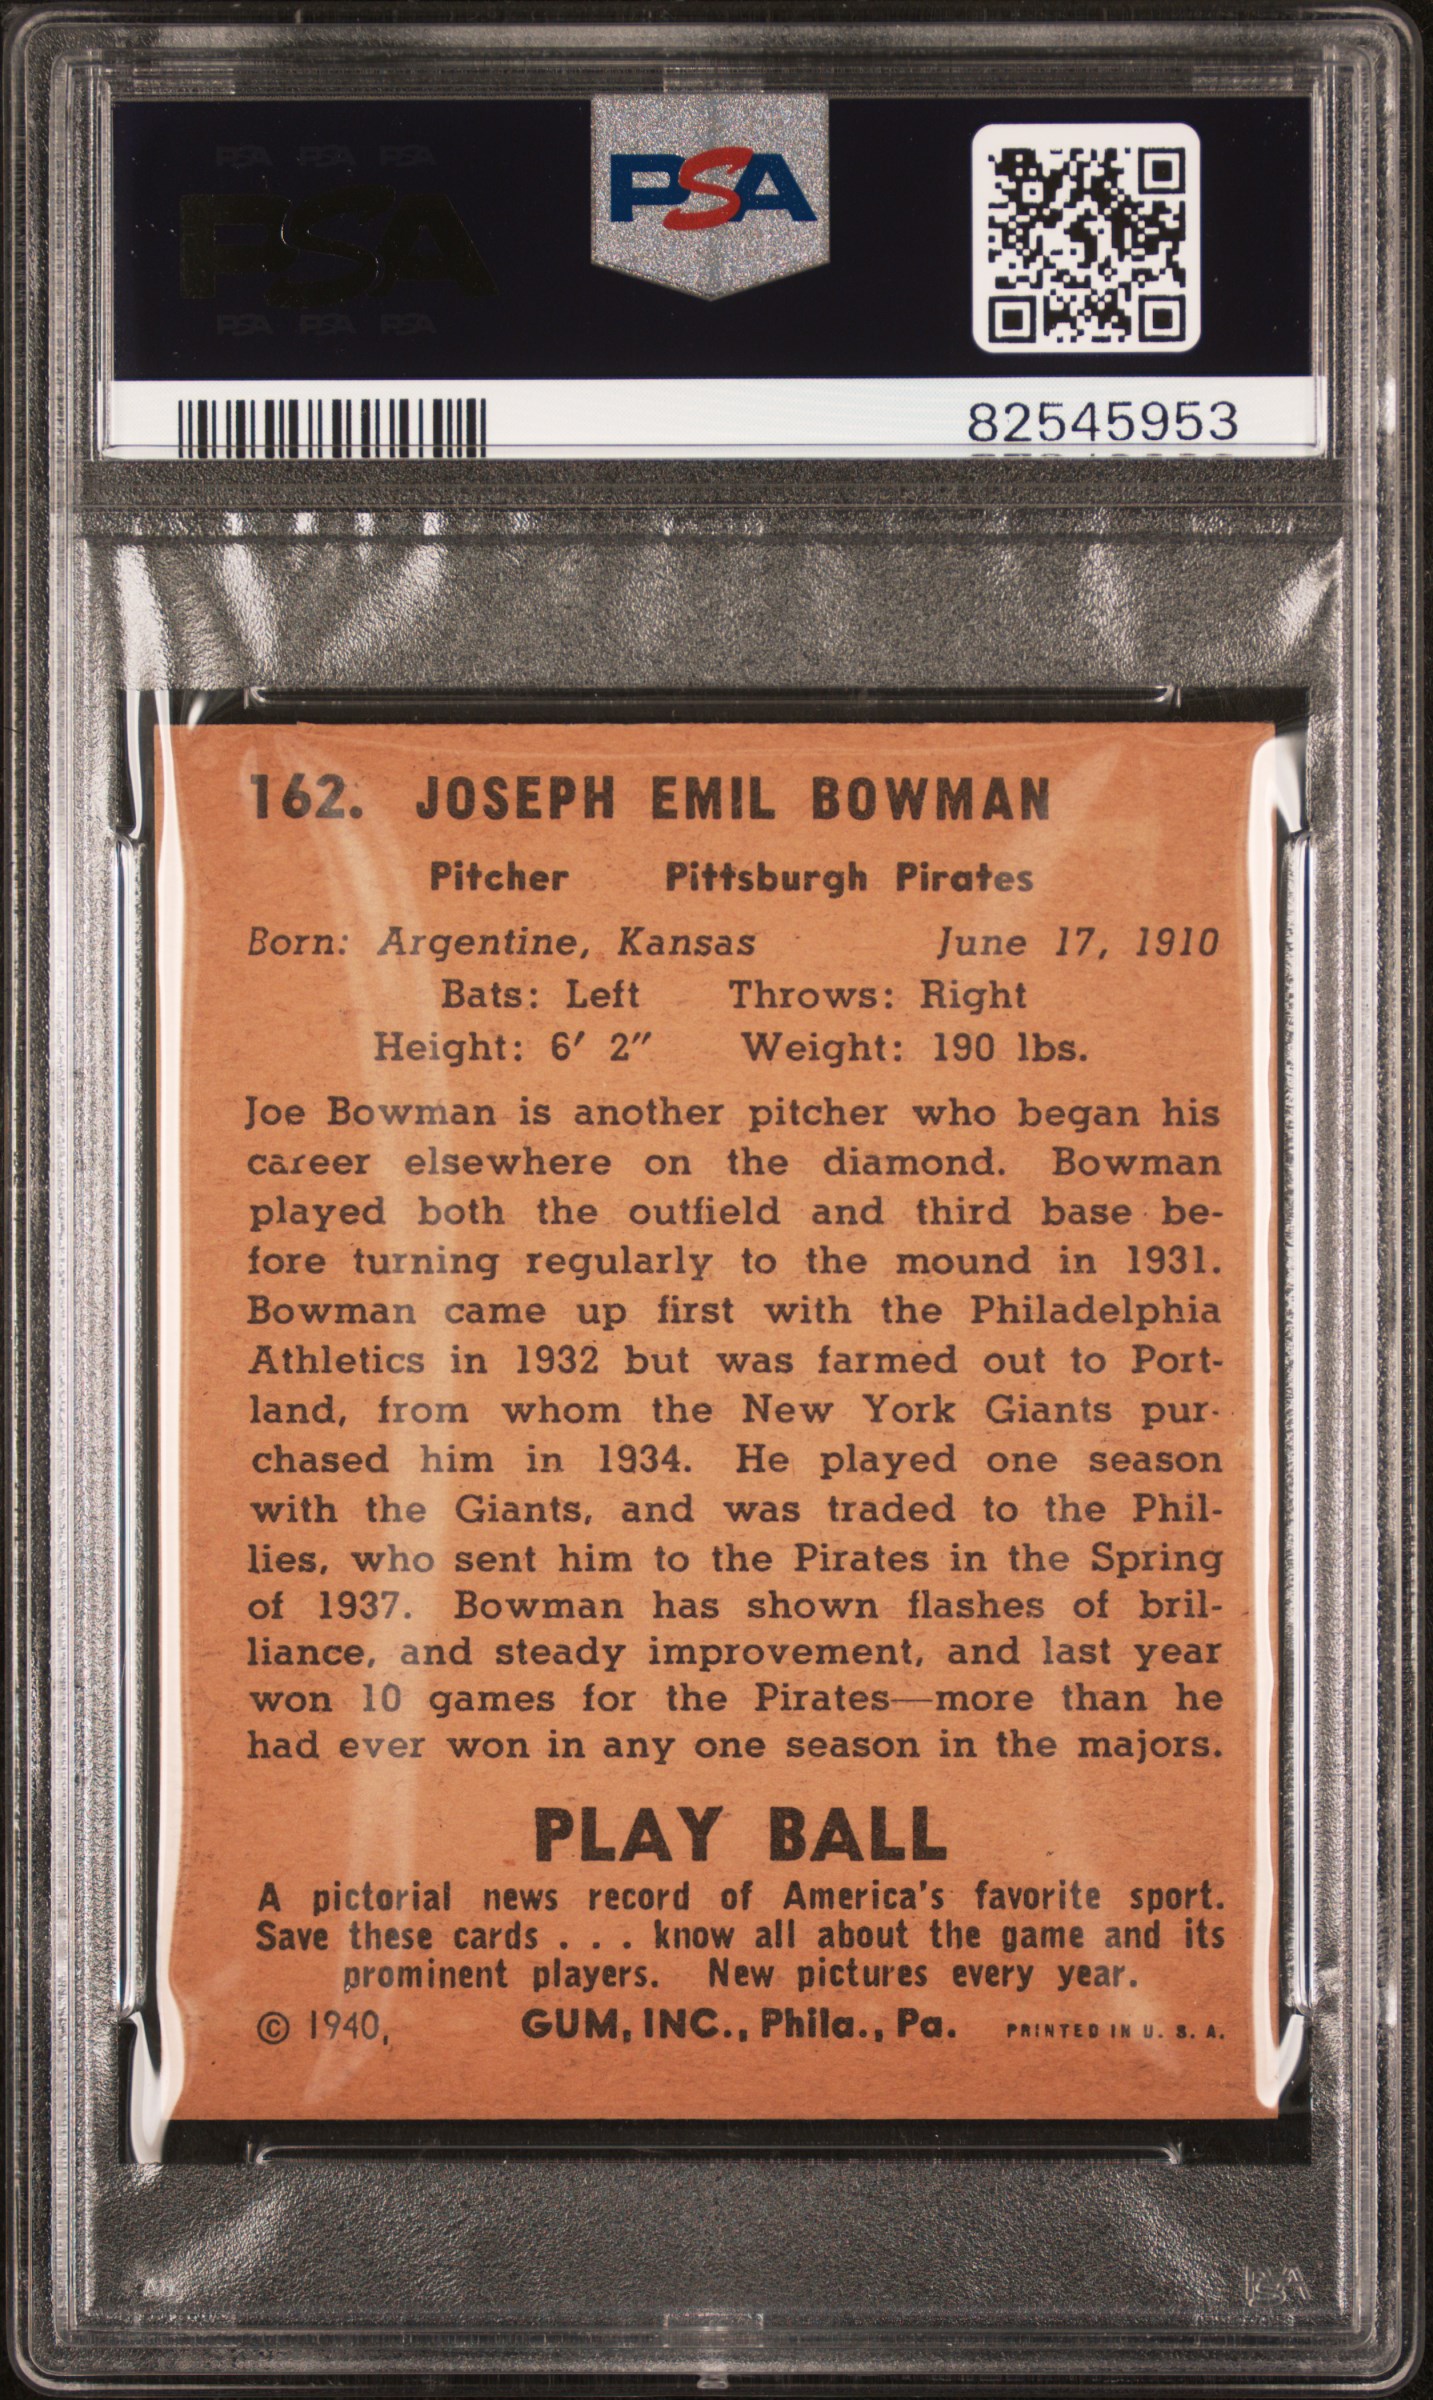 PSA PSA PSA
PSA
PSA PSA PSA
PSA
82545953
162. JOSEPH EMIL BOWMAN
Pitcher Pittsburgh Pirates
Born: Argentine, Kansas June 17, 1910
Bats: Left Throws: Right
Height: 6′ 2″ Weight: 190 lbs.
Joe Bowman is another pitcher who began his
career elsewhere on the diamond. Bowman
played both the outfield and third base be-
fore turning regularly to the mound in 1931.
Bowman came up first with the Philadelphia
Athletics in 1932 but was farmed out to Port-
land, from whom the New York Giants pur-
chased him in 1934. He played one season
with the Giants, and was traded to the Phil-
lies, who sent him to the Pirates in the Spring
of 1937. Bowman has shown flashes of bril-
liance, and steady improvement, and last year
won 10 games for the Pirates—more than he
had ever won in any one season in the majors.
PLAY BALL
A pictorial news record of America's favorite sport.
Save these cards . . . know all about the game and its
prominent players. New pictures every year.
© 1940, GUM, INC., Phila., Pa. PRINTED IN U. S. A.
PSA